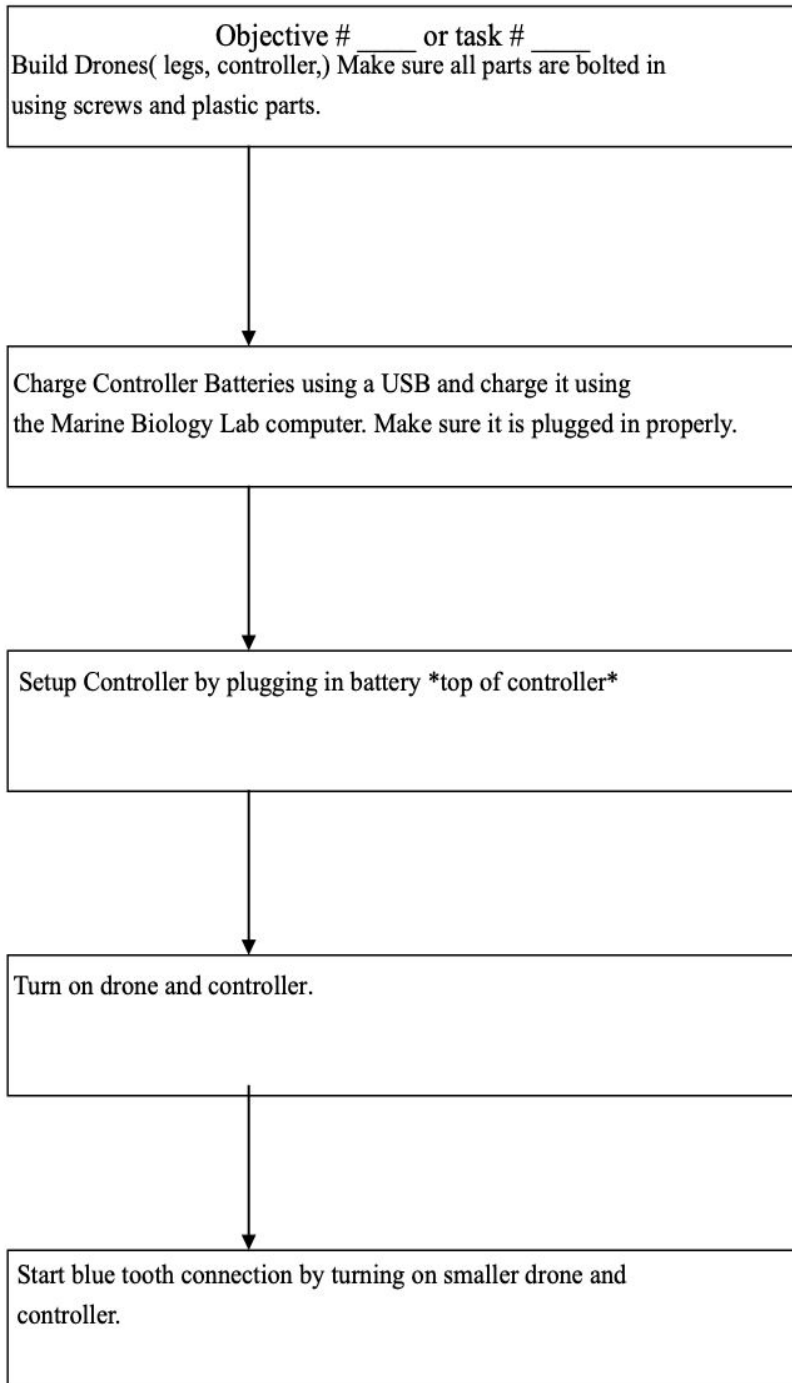 Objective # ____ or task # ____
Build Drones( legs, controller,) Make sure all parts are bolted in
using screws and plastic parts.
Charge Controller Batteries using a USB and charge it using
the Marine Biology Lab computer. Make sure it is plugged in properly.
Setup Controller by plugging in battery *top of controller*
Turn on drone and controller.
Start blue tooth connection by turning on smaller drone and
controller.